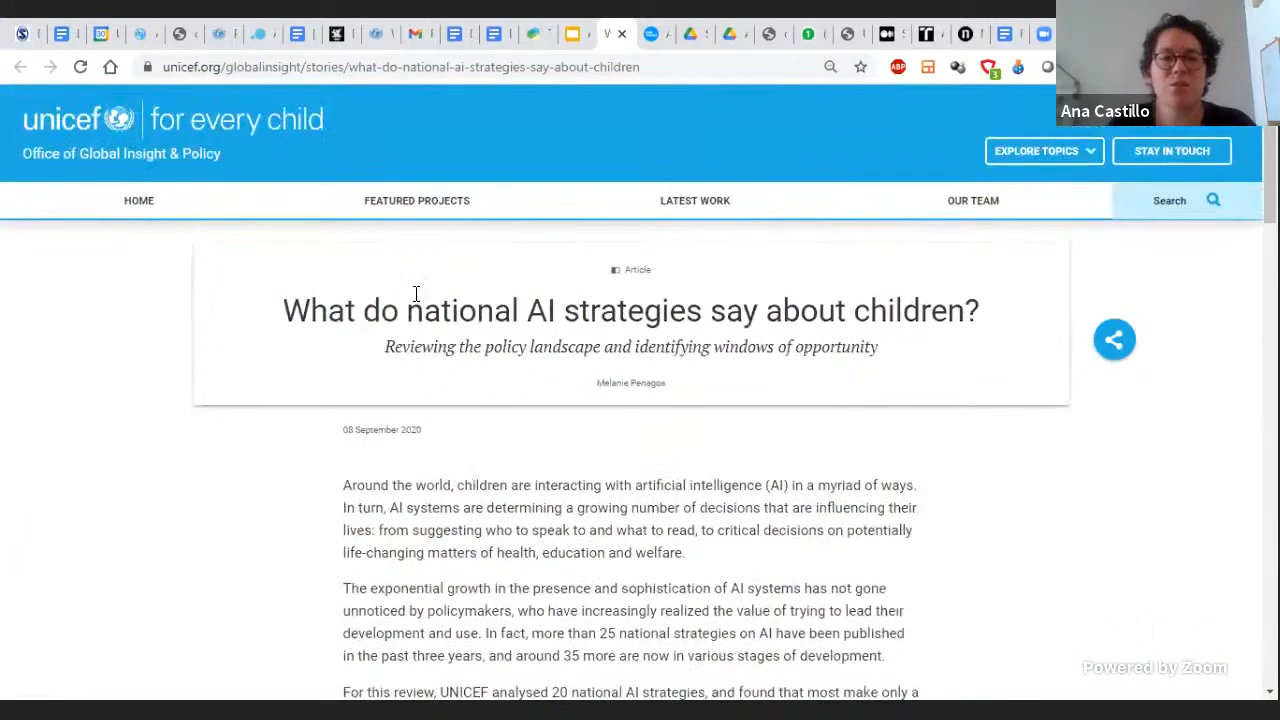 unicef.org/globalinsight/stories/what-do-national-ai-strategies-say-about-children
ABP
3
Ana Castillo
unicef for every child
Office of Global Insight & Policy
EXPLORE TOPICS
STAY IN TOUCH
HOME
FEATURED PROJECTS
LATEST WORK
OUR TEAM
Search
Article
What do national AI strategies say about children?
Reviewing the policy landscape and identifying windows of opportunity
Melanie Penagos
08 September 2020
Around the world, children are interacting with artificial intelligence (AI) in a myriad of ways.
In turn, AI systems are determining a growing number of decisions that are influencing their
lives: from suggesting who to speak to and what to read, to critical decisions on potentially
life-changing matters of health, education and welfare.
The exponential growth in the presence and sophistication of AI systems has not gone
unnoticed by policymakers, who have increasingly realized the value of trying to lead their
development and use. In fact, more than 25 national strategies on AI have been published
in the past three years, and around 35 more are now in various stages of development.
For this review, UNICEF analysed 20 national AI strategies, and found that most make only a
Powered by Zoom